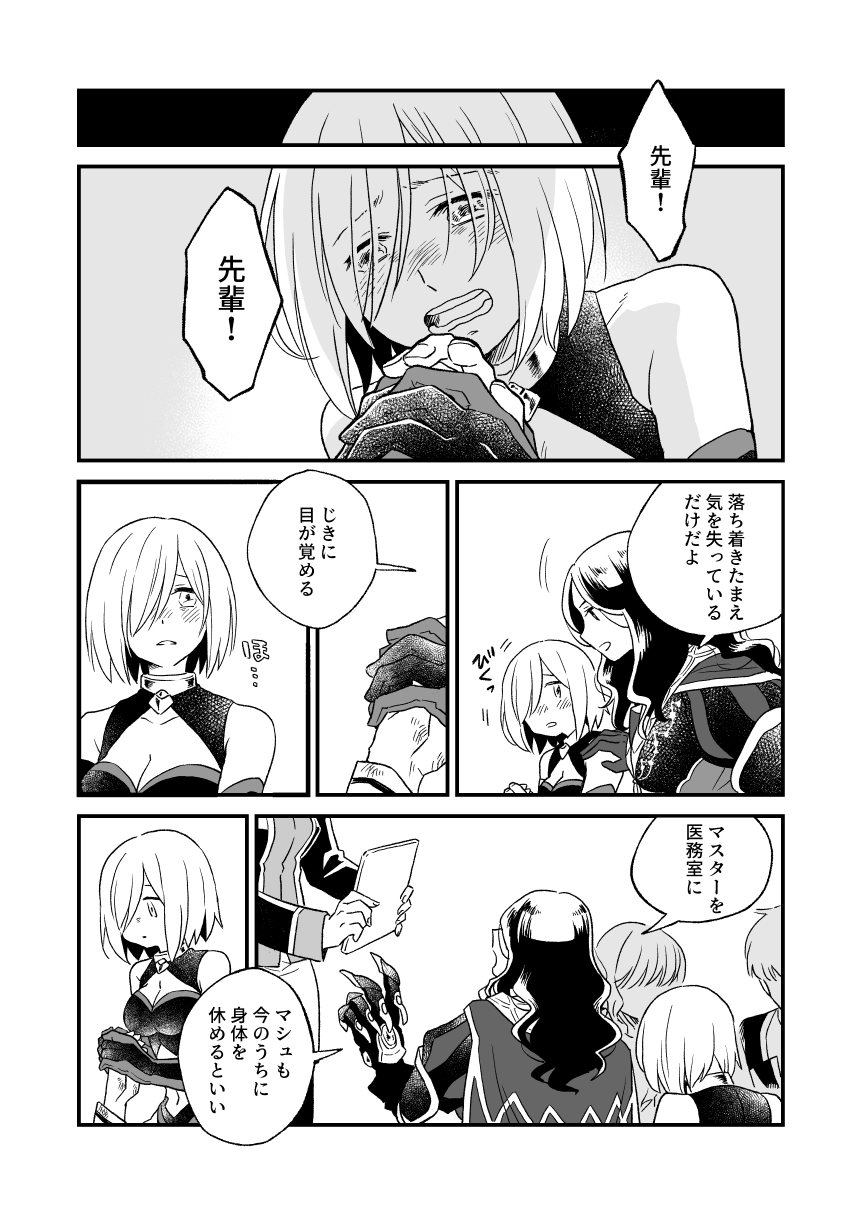 先輩！
先輩！
落ち着きたまえ
気を失っている
だけだよ
びくっ
じきに
目が覚める
ほ…
マスターを
医務室に
マシュも
今のうちに
身体を
休めるといい